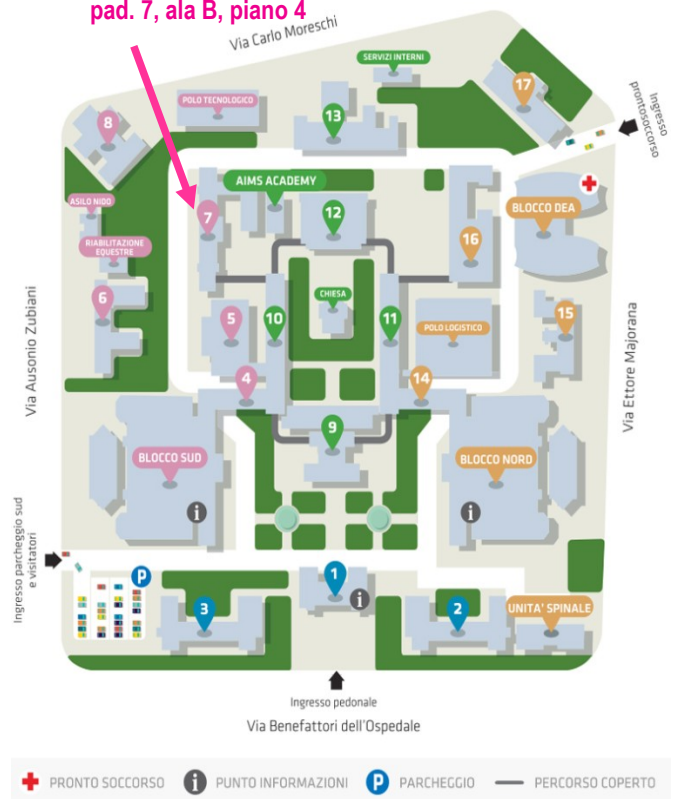 pad. 7, ala B, piano 4
Via Carlo Moreschi
SERVIZI INTERNI
17
Ingresso
prontosoccorso
POLO TECNOLOGICO
13
8
AIMS ACADEMY
ASILO NIDO
7
12
BLOCCO DEA
16
RIABILITAZIONE
EQUESTRE
6
CHIESA
5
10
11
POLO LOGISTICO
15
Via Ausonio Zubiani
Via Ettore Majorana
4
14
9
BLOCCO SUD
BLOCCO NORD
i
i
Ingresso parcheggio sud
e visitatori
P
1
i
3
2
UNITA' SPINALE
Ingresso pedonale
Via Benefattori dell'Ospedale
PRONTO SOCCORSO
i PUNTO INFORMAZIONI
P PARCHEGGIO
PERCORSO COPERTO